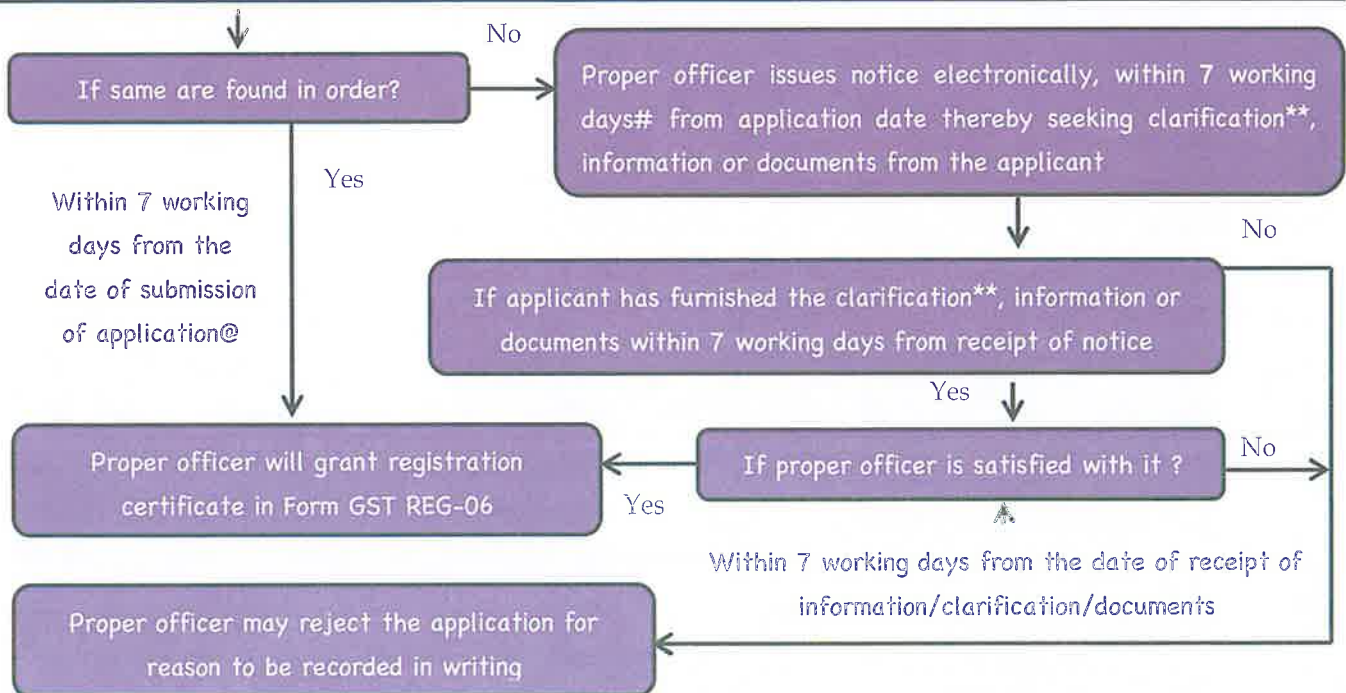 No
If same are found in order?
Proper officer issues notice electronically, within 7 working
days# from application date thereby seeking clarification**,
information or documents from the applicant
Yes
Within 7 working
days from the
date of submission
of application@
No
If applicant has furnished the clarification**, information or
documents within 7 working days from receipt of notice
Yes
Proper officer will grant registration
certificate in Form GST REG-06
If proper officer is satisfied with it ?
No
Yes
Within 7 working days from the date of receipt of
information/clarification/documents
Proper officer may reject the application for
reason to be recorded in writing